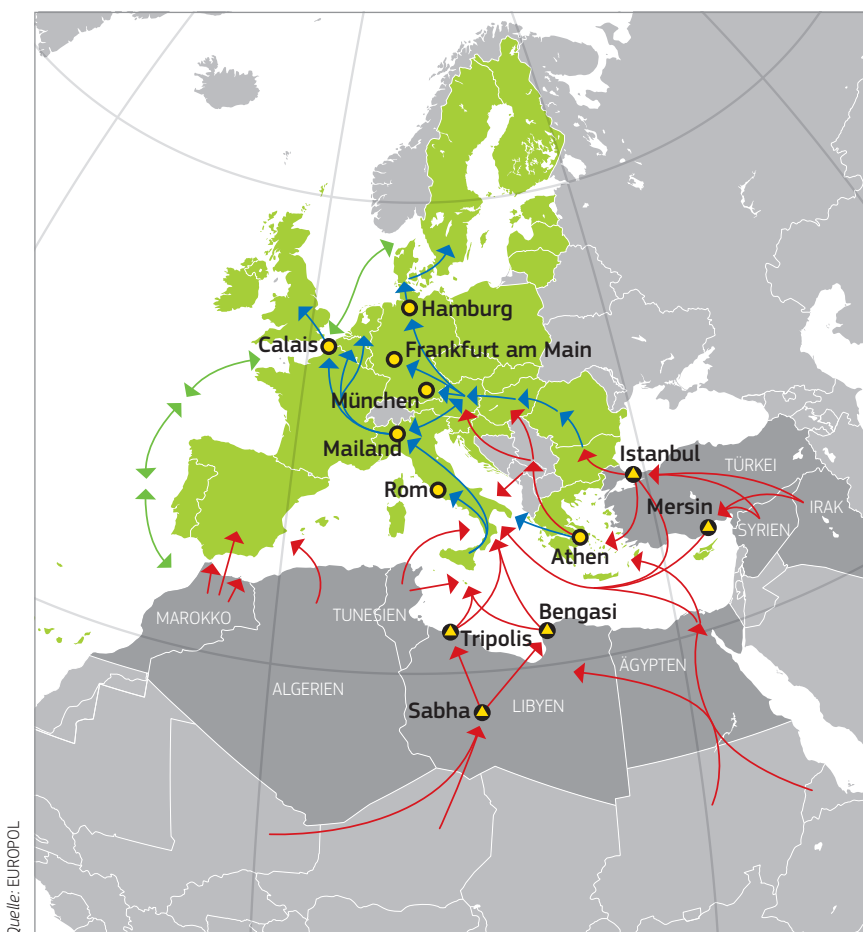 Hamburg
Calais
Frankfurt am Main
München
Mailand
Istanbul
TÜRKEI
Rom
Mersin
IRAK
SYRIEN
Athen
MAROKKO
TUNESIEN
Bengasi
Tripolis
ÄGYPTEN
ALGERIEN
Sabha
LIBYEN
Quelle: EUROPOL